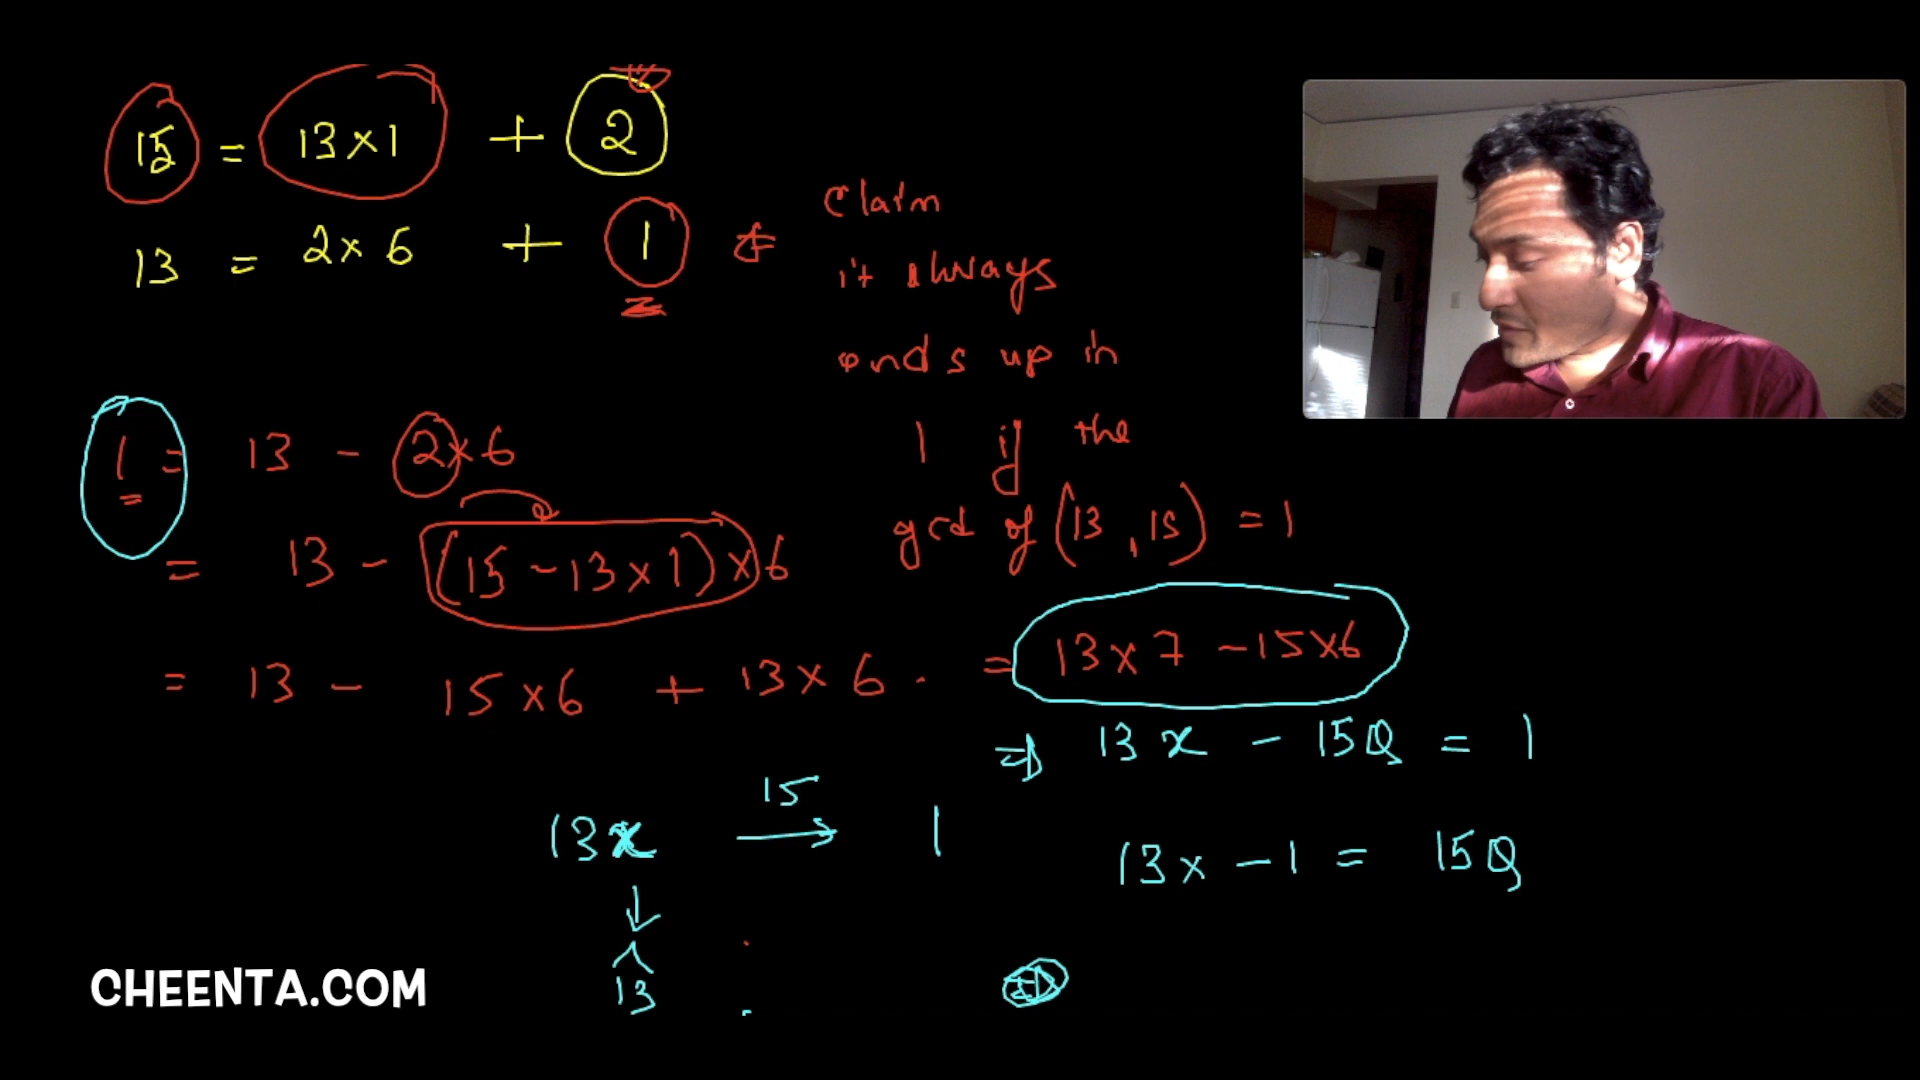 15 = 13×1 + 2
13 = 2×6 + 1 ⇐
Claim
it always
ends up in
1 if the
gcd of (13, 15) = 1
1 = 13 - 2×6
= 13 - (15 - 13×1)×6
= 13 - 15×6 + 13×6. = 13×7 - 15×6
⇒ 13x - 15Q = 1
13x →15 1
13x - 1 = 15Q
↓
^
13
CHEENTA.COM